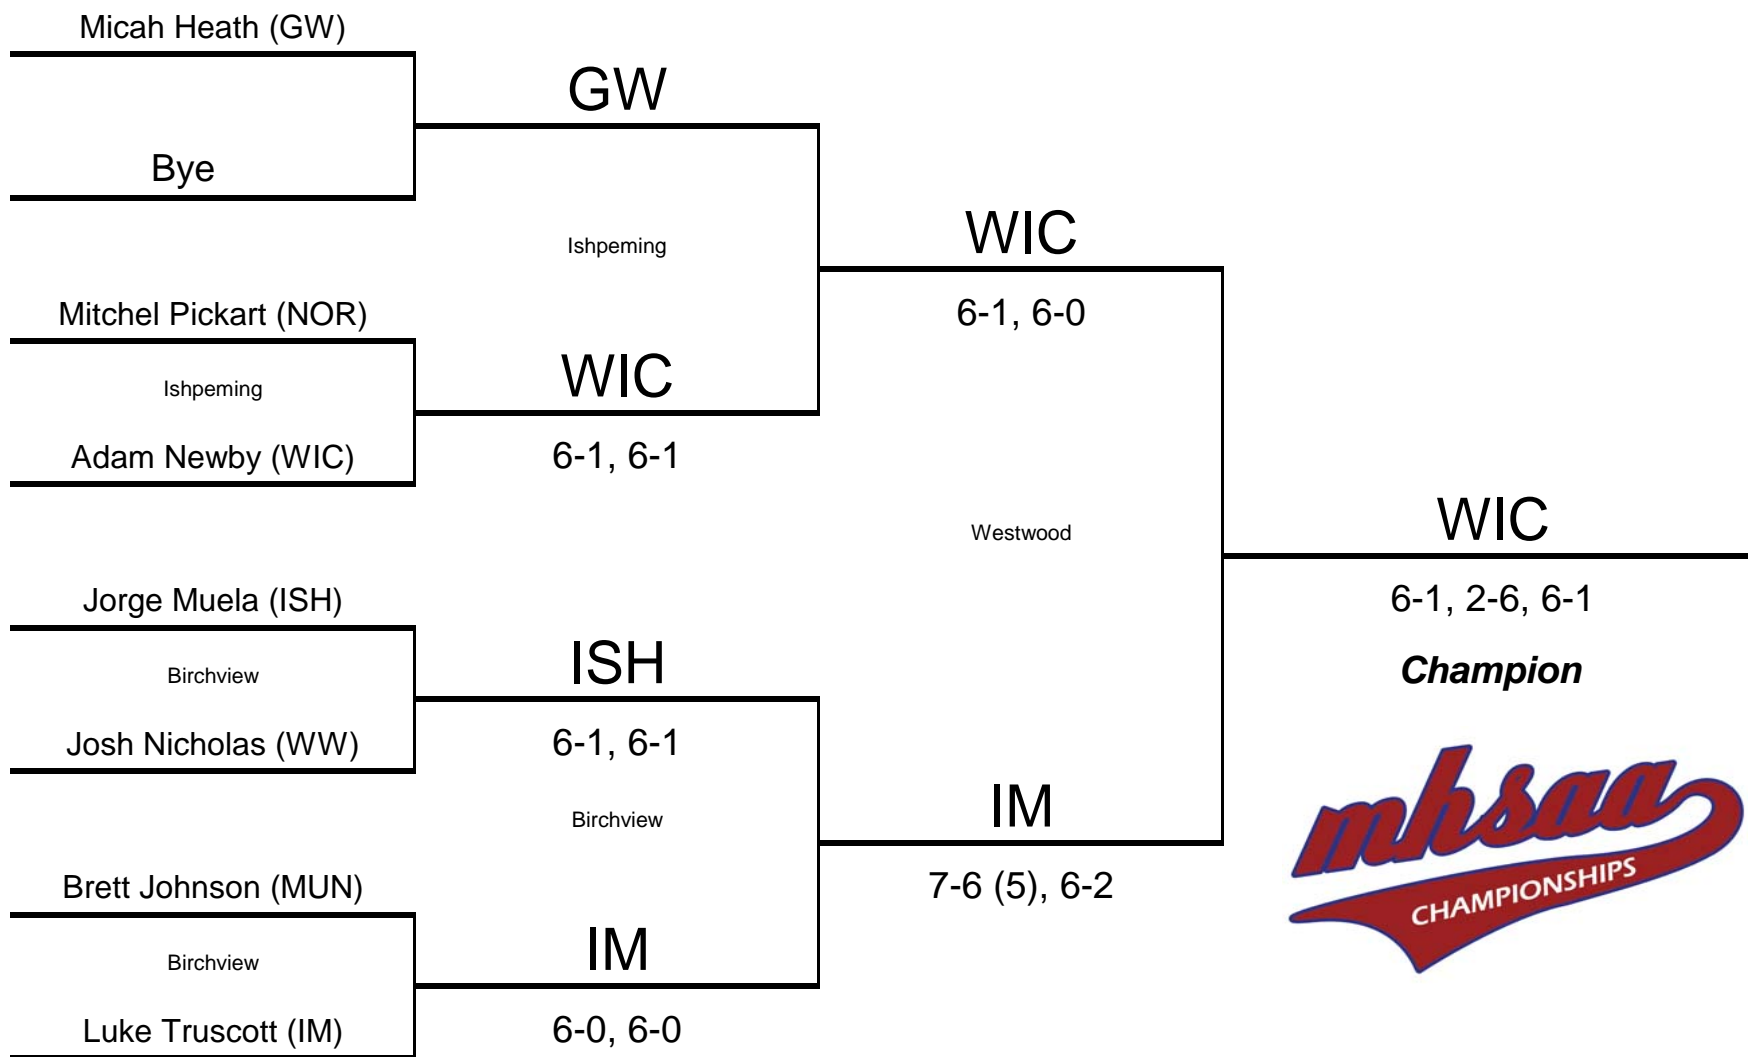 Micah Heath (GW)
GW
Bye
Ishpeming
WIC
6-1, 6-0
Mitchel Pickart (NOR)
Ishpeming
WIC
Adam Newby (WIC)
6-1, 6-1
Westwood
WIC
6-1, 2-6, 6-1
Champion
Jorge Muela (ISH)
Birchview
ISH
Josh Nicholas (WW)
6-1, 6-1
Birchview
IM
7-6 (5), 6-2
Brett Johnson (MUN)
Birchview
IM
Luke Truscott (IM)
6-0, 6-0
mhsaa
CHAMPIONSHIPS